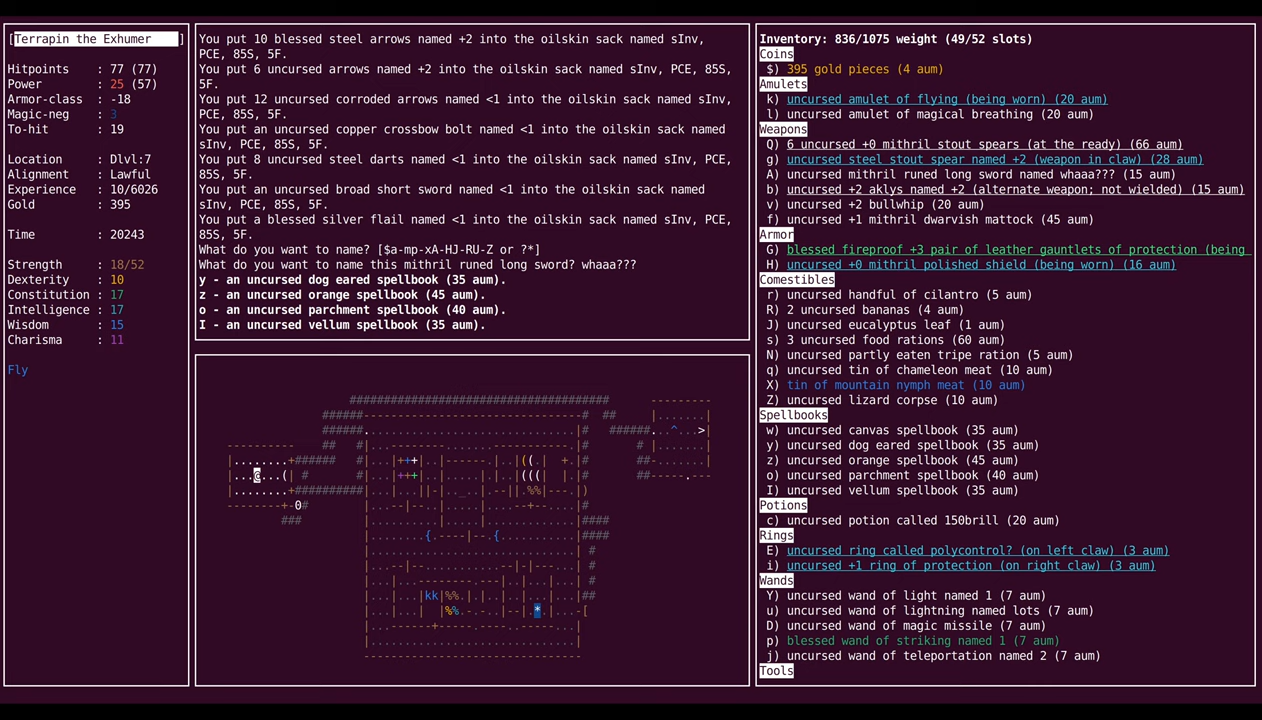 [Terrapin the Exhumer ]
Hitpoints : 77 (77)
Power : 25 (57)
Armor-class : -18
Magic-neg : 3
To-hit : 19
Location : Dlvl:7
Alignment : Lawful
Experience : 10/6026
Gold : 395
Time : 20243
Strength : 18/52
Dexterity : 10
Constitution : 17
Intelligence : 17
Wisdom : 15
Charisma : 11
Fly
You put 10 blessed steel arrows named +2 into the oilskin sack named sInv,
PCE, 85S, 5F.
You put 6 uncursed arrows named +2 into the oilskin sack named sInv, PCE, 85S,
5F.
You put 12 uncursed corroded arrows named <1 into the oilskin sack named sInv,
PCE, 85S, 5F.
You put an uncursed copper crossbow bolt named <1 into the oilskin sack named
sInv, PCE, 85S, 5F.
You put 8 uncursed steel darts named <1 into the oilskin sack named sInv, PCE,
85S, 5F.
You put an uncursed broad short sword named <1 into the oilskin sack named
sInv, PCE, 85S, 5F.
You put a blessed silver flail named <1 into the oilskin sack named sInv, PCE,
85S, 5F.
What do you want to name? [$a-mp-xA-HJ-RU-Z or ?*]
What do you want to name this mithril runed long sword? whaaa???
y - an uncursed dog eared spellbook (35 aum).
z - an uncursed orange spellbook (45 aum).
o - an uncursed parchment spellbook (40 aum).
I - an uncursed vellum spellbook (35 aum).
Inventory: 836/1075 weight (49/52 slots)
Coins
$) 395 gold pieces (4 aum)
Amulets
k) uncursed amulet of flying (being worn) (20 aum)
l) uncursed amulet of magical breathing (20 aum)
Weapons
Q) 6 uncursed +0 mithril stout spears (at the ready) (66 aum)
g) uncursed steel stout spear named +2 (weapon in claw) (28 aum)
A) uncursed mithril runed long sword named whaaa??? (15 aum)
b) uncursed +2 aklys named +2 (alternate weapon; not wielded) (15 aum)
v) uncursed +2 bullwhip (20 aum)
f) uncursed +1 mithril dwarvish mattock (45 aum)
Armor
G) blessed fireproof +3 pair of leather gauntlets of protection (being
H) uncursed +0 mithril polished shield (being worn) (16 aum)
Comestibles
r) uncursed handful of cilantro (5 aum)
R) 2 uncursed bananas (4 aum)
J) uncursed eucalyptus leaf (1 aum)
s) 3 uncursed food rations (60 aum)
N) uncursed partly eaten tripe ration (5 aum)
q) uncursed tin of chameleon meat (10 aum)
X) tin of mountain nymph meat (10 aum)
Z) uncursed lizard corpse (10 aum)
Spellbooks
w) uncursed canvas spellbook (35 aum)
y) uncursed dog eared spellbook (35 aum)
z) uncursed orange spellbook (45 aum)
o) uncursed parchment spellbook (40 aum)
I) uncursed vellum spellbook (35 aum)
Potions
c) uncursed potion called 150brill (20 aum)
Rings
E) uncursed ring called polycontrol? (on left claw) (3 aum)
i) uncursed +1 ring of protection (on right claw) (3 aum)
Wands
Y) uncursed wand of light named 1 (7 aum)
u) uncursed wand of lightning named lots (7 aum)
D) uncursed wand of magic missile (7 aum)
p) blessed wand of striking named 1 (7 aum)
j) uncursed wand of teleportation named 2 (7 aum)
Tools